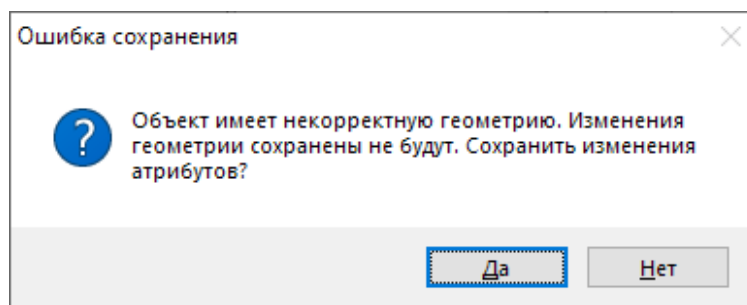 Ошибка сохранения
?
Объект имеет некорректную геометрию. Изменения
геометрии сохранены не будут. Сохранить изменения
атрибутов?
Да
Нет